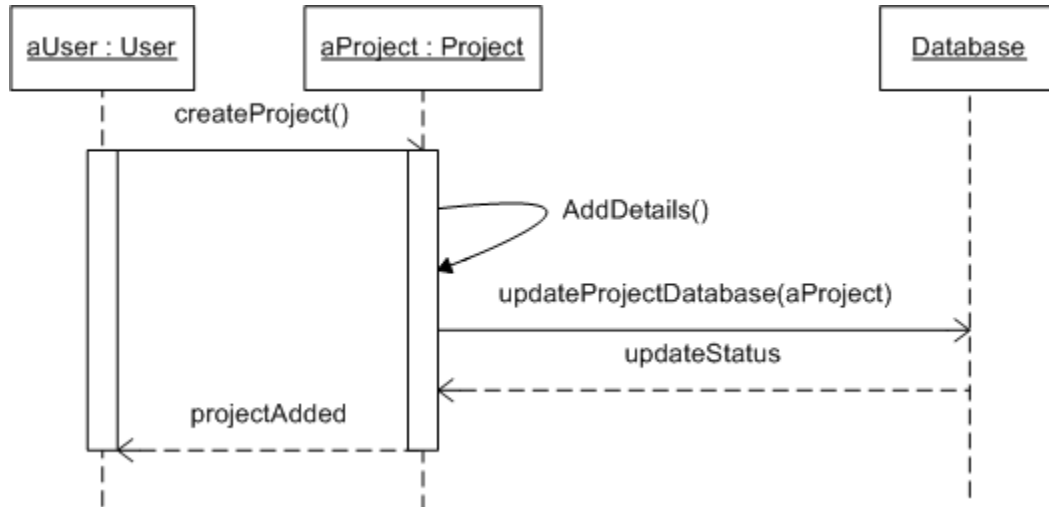 aUser : User
aProject : Project
Database
createProject()
AddDetails()
updateProjectDatabase(aProject)
updateStatus
projectAdded